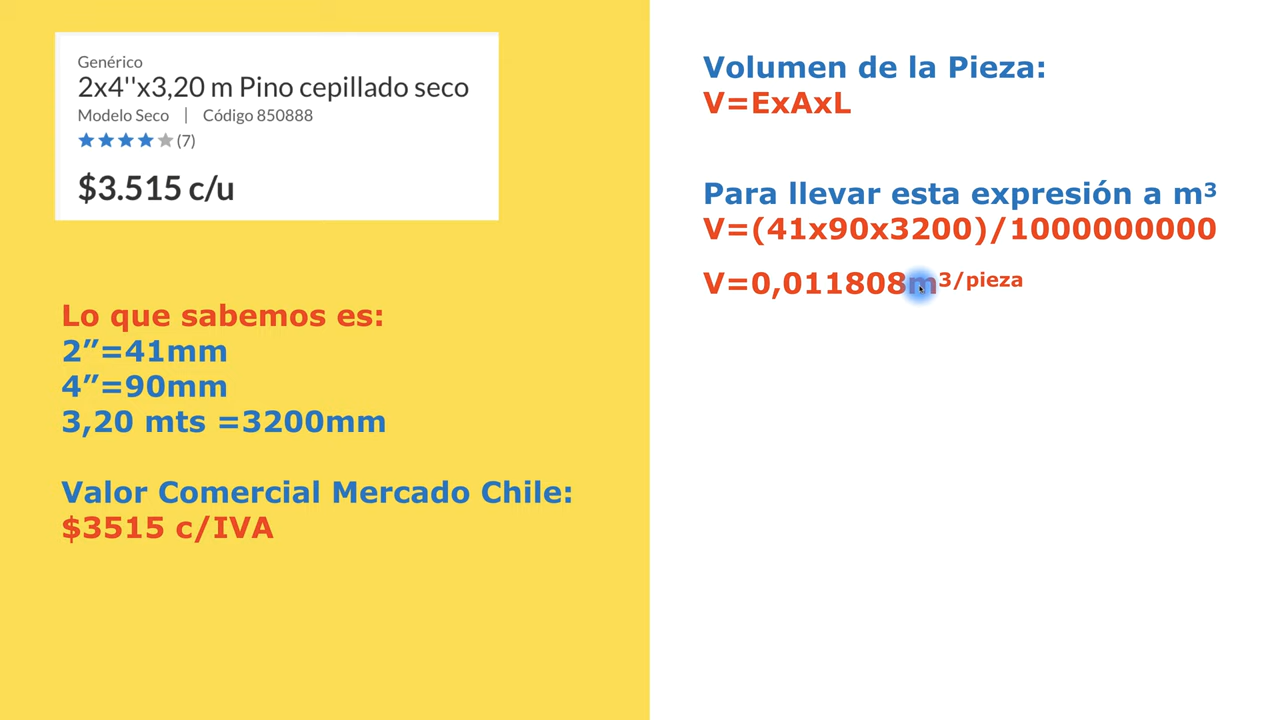 Genérico
2x4''x3,20 m Pino cepillado seco
Modelo Seco | Código 850888
(7)
$3.515 c/u
Lo que sabemos es:
2”=41mm
4”=90mm
3,20 mts =3200mm
Valor Comercial Mercado Chile:
$3515 c/IVA
Volumen de la Pieza:
V=ExAxL
Para llevar esta expresión a m³
V=(41x90x3200)/1000000000
V=0,011808m³/pieza